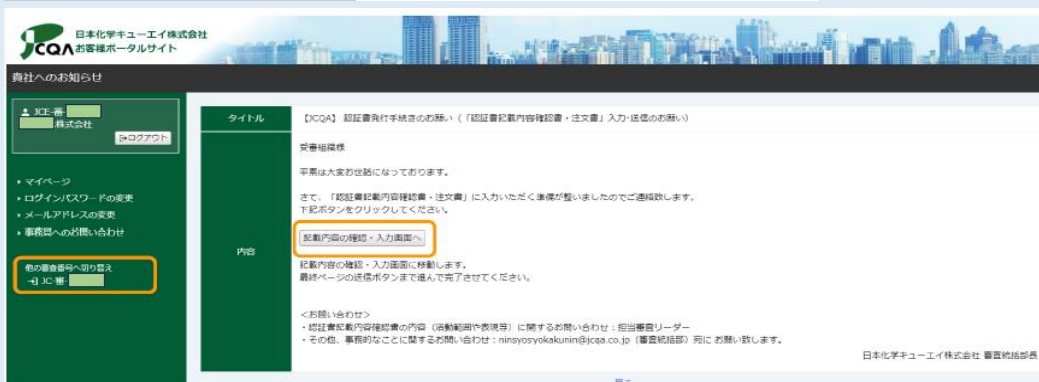 JCQA 日本化学キューエイ株式会社
お客様ポータルサイト
貴社へのお知らせ
JCE-審-
株式会社
ログアウト
マイページ
ログインパスワードの変更
メールアドレスの変更
事務局へのお問い合わせ
他の審査番号へ切り替え
JC-審-
タイトル
【JCQA】 認証書発行手続きのお願い（「認証書記載内容確認書・注文書」入力・送信のお願い）
内容
受審組織様
平素は大変お世話になっております。
さて、「認証書記載内容確認書・注文書」に入力いただく準備が整いましたのでご連絡致します。
下記ボタンをクリックしてください。
記載内容の確認・入力画面へ
記載内容の確認・入力画面に移動します。
最終ページの送信ボタンまで進んで完了させてください。
<お問い合わせ>
・認証書記載内容確認書の内容（活動範囲や表現等）に関するお問い合わせ：担当審査リーダー
・その他、事務的なことに関するお問い合わせ：ninsyosyokakunin@jcqa.co.jp（審査統括部）宛に お願い致します。
日本化学キューエイ株式会社 審査統括部長